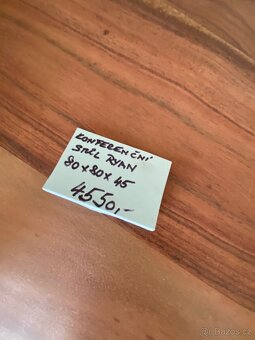 KONFERENČNÍ
STŮL RYAN
80x80x45
4550,-
Bazos.cz